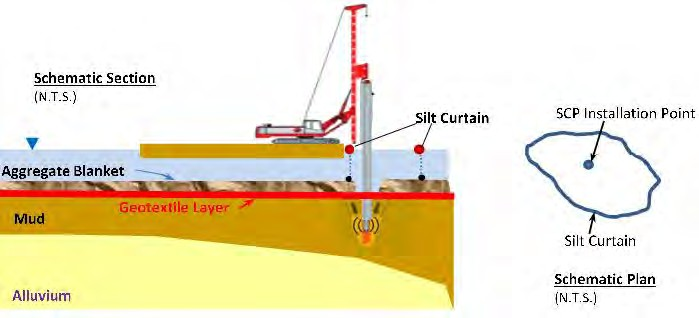 Schematic Section
(N.T.S.)
Silt Curtain
SCP Installation Point
Aggregate Blanket
Geotextile Layer
Mud
Silt Curtain
Schematic Plan
(N.T.S.)
Alluvium